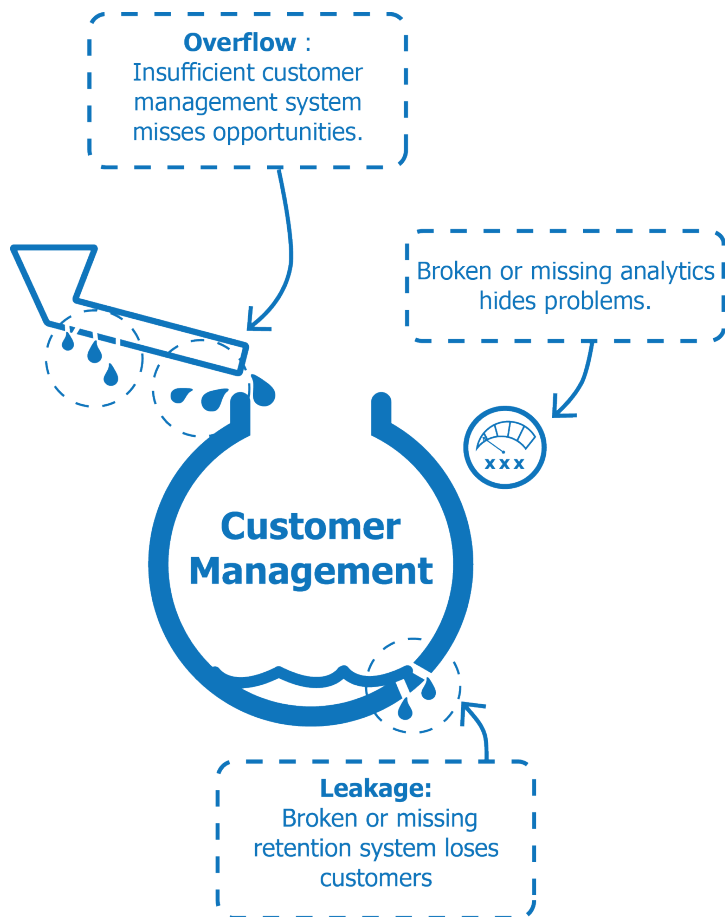 Overflow :
Insufficient customer
management system
misses opportunities.
Broken or missing analytics
hides problems.
x x x
Customer
Management
Leakage:
Broken or missing
retention system loses
customers